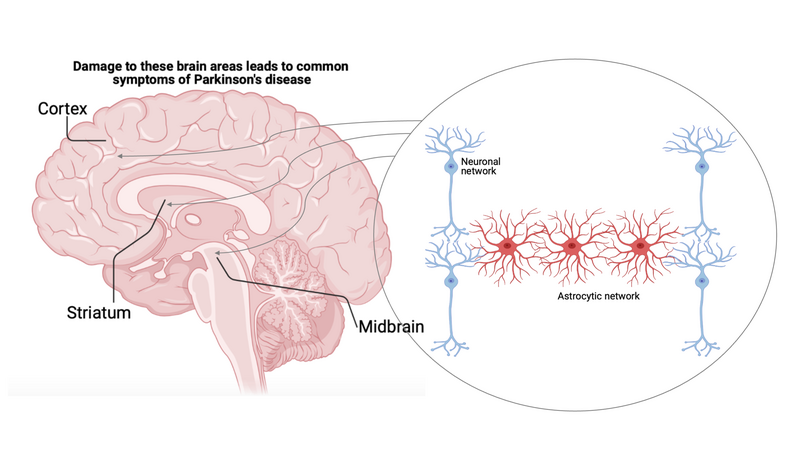 Damage to these brain areas leads to common
symptoms of Parkinson's disease
Cortex
Neuronal
network
Astrocytic network
Striatum
Midbrain